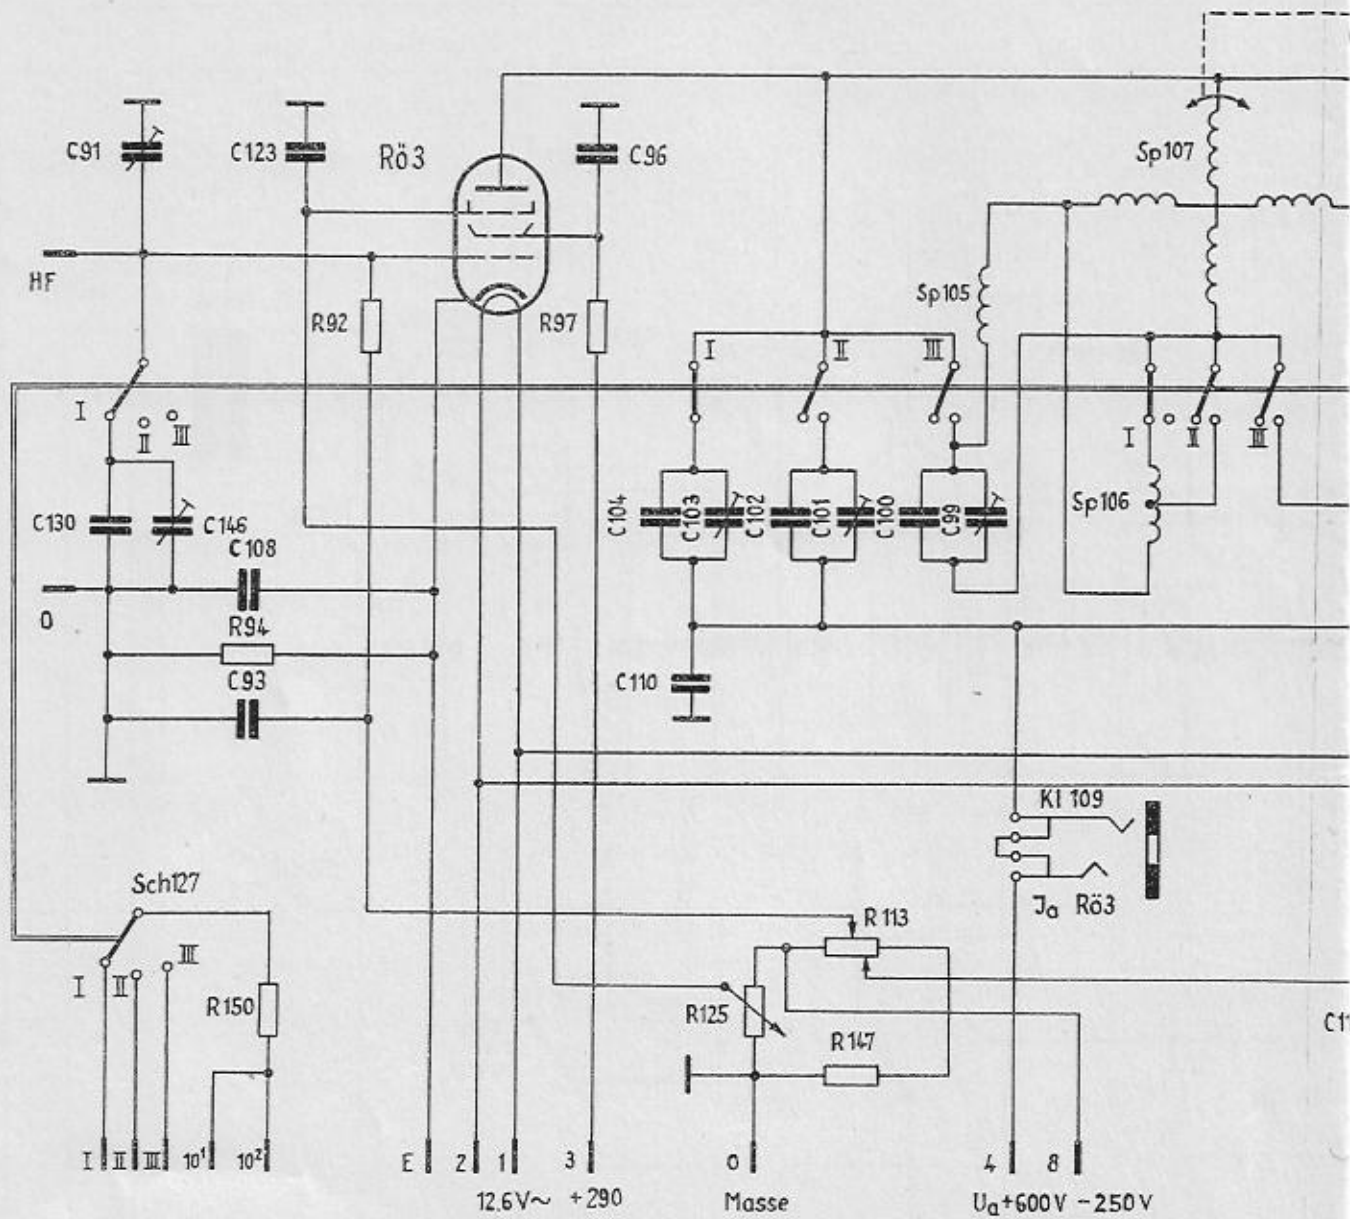 C91
C123
Rö3
C96
Sp107
HF
R92
R97
Sp105
I
II
III
I
II
III
I
II
III
C130
C146
C104
C103
C102
C101
C100
C99
Sp106
C108
0
R94
C93
C110
Kl 109
Ja Rö3
Sch127
R 113
I
II
III
R150
R125
R147
C11
I
II
III
10¹
10²
E
2
1
3
0
4
8
12.6V~ +290
Masse
Ua+600V -250V